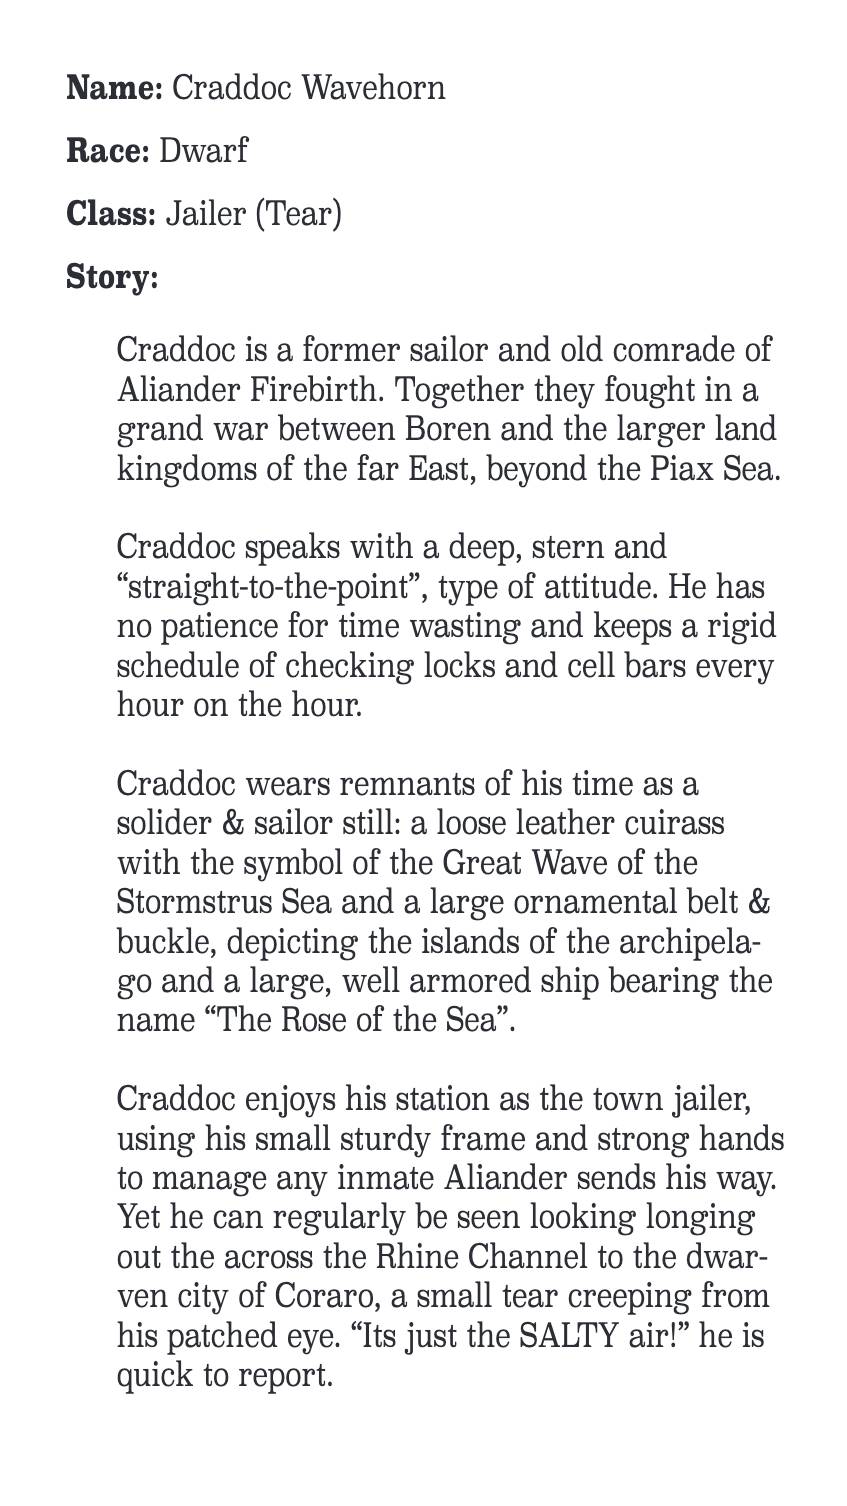 Name: Craddoc Wavehorn
Race: Dwarf
Class: Jailer (Tear)
Story:
Craddoc is a former sailor and old comrade of
Aliander Firebirth. Together they fought in a
grand war between Boren and the larger land
kingdoms of the far East, beyond the Piax Sea.
Craddoc speaks with a deep, stern and
“straight-to-the-point”, type of attitude. He has
no patience for time wasting and keeps a rigid
schedule of checking locks and cell bars every
hour on the hour.
Craddoc wears remnants of his time as a
solider & sailor still: a loose leather cuirass
with the symbol of the Great Wave of the
Stormstrus Sea and a large ornamental belt &
buckle, depicting the islands of the archipela-
go and a large, well armored ship bearing the
name “The Rose of the Sea”.
Craddoc enjoys his station as the town jailer,
using his small sturdy frame and strong hands
to manage any inmate Aliander sends his way.
Yet he can regularly be seen looking longing
out the across the Rhine Channel to the dwar-
ven city of Coraro, a small tear creeping from
his patched eye. “Its just the SALTY air!” he is
quick to report.